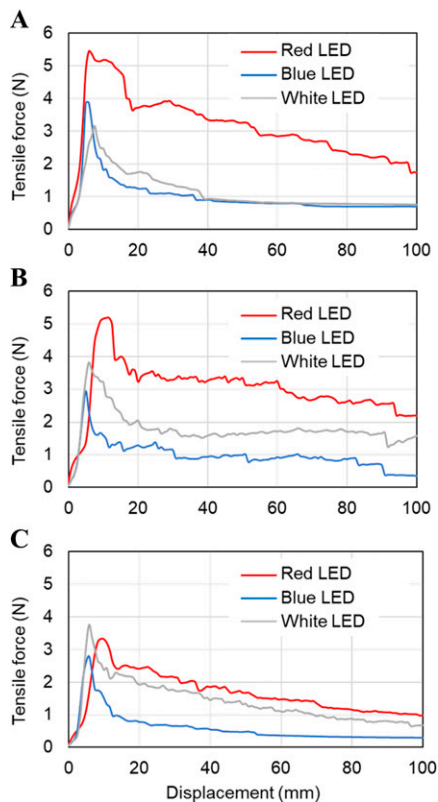 A
6
5
4
3
2
1
0
Tensile force (N)
Red LED
Blue LED
White LED
0 20 40 60 80 100
B
6
5
4
3
2
1
0
Tensile force (N)
Red LED
Blue LED
White LED
0 20 40 60 80 100
C
6
5
4
3
2
1
0
Tensile force (N)
Red LED
Blue LED
White LED
0 20 40 60 80 100
Displacement (mm)